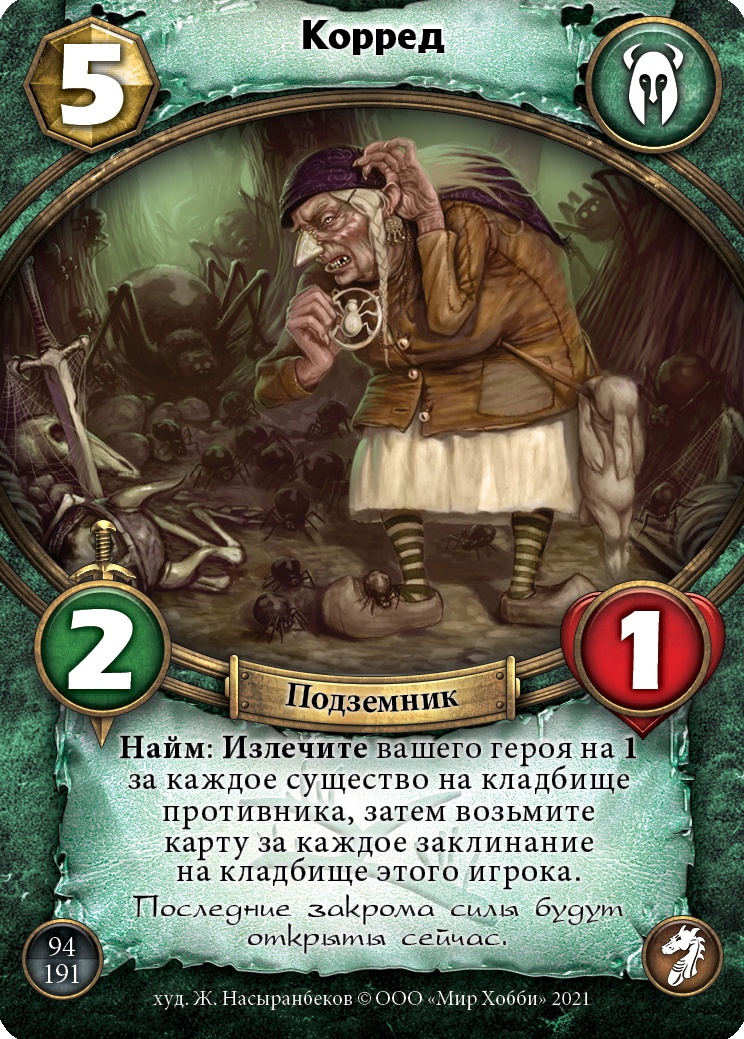 Корред
5
2
1
Подземник
Найм: Излечите вашего героя на 1
за каждое существо на кладбище
противника, затем возьмите
карту за каждое заклинание
на кладбище этого игрока.
Последние закрома силы будут
открыты сейчас.
94
191
худ. Ж. Насыранбеков © ООО «Мир Хобби» 2021